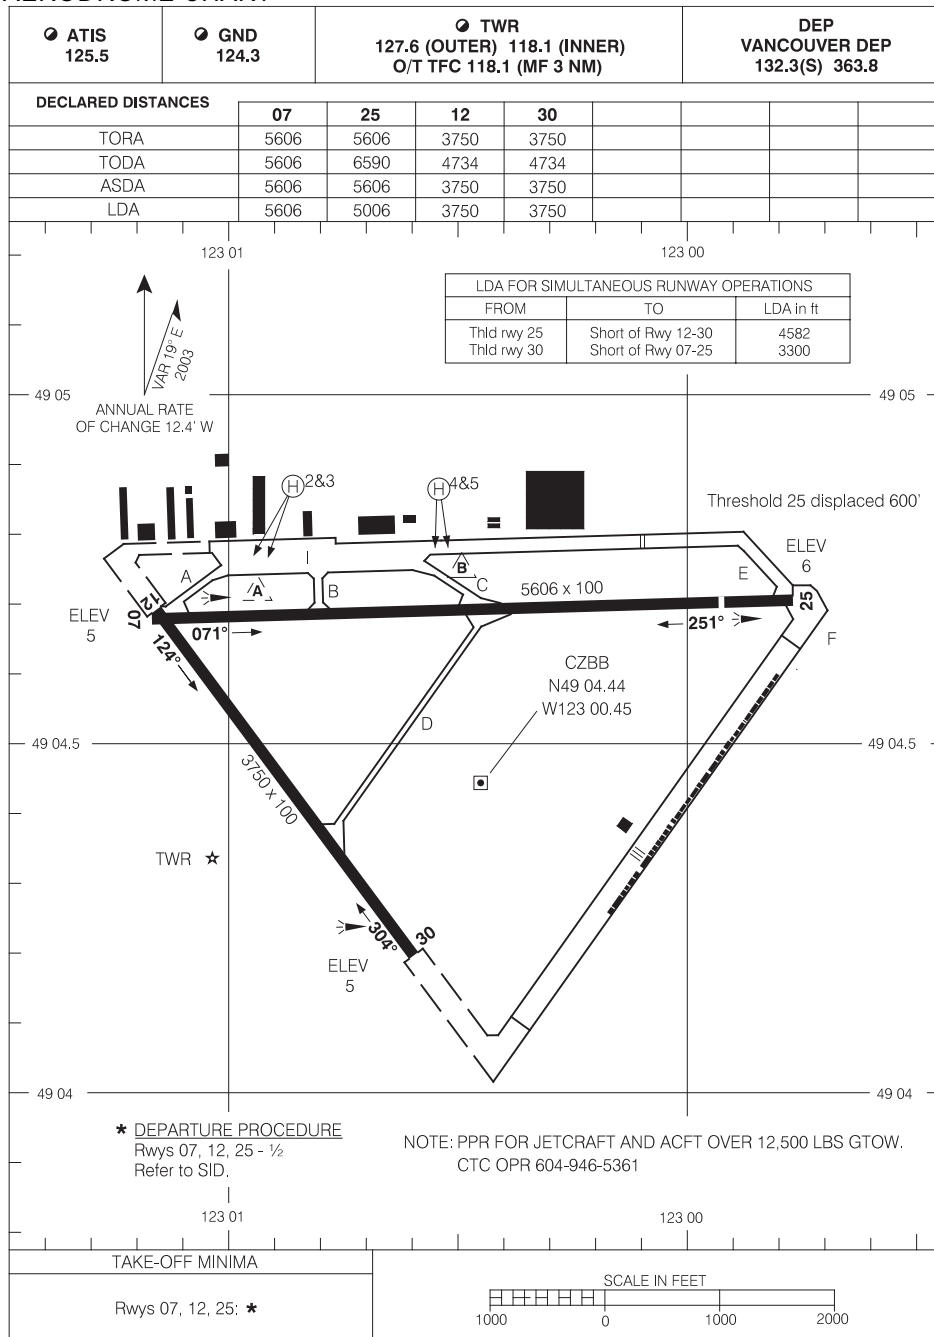 ATIS
125.5
GND
124.3
TWR
127.6 (OUTER) 118.1 (INNER)
O/T TFC 118.1 (MF 3 NM)
DEP
VANCOUVER DEP
132.3(S) 363.8
DECLARED DISTANCES
07 25 12 30
TORA 5606 5606 3750 3750
TODA 5606 6590 4734 4734
ASDA 5606 5606 3750 3750
LDA 5606 5006 3750 3750
123 01 123 00
LDA FOR SIMULTANEOUS RUNWAY OPERATIONS
FROM TO LDA in ft
Thld rwy 25 Short of Rwy 12-30 4582
Thld rwy 30 Short of Rwy 07-25 3300
VAR 19° E
2003
49 05 49 05
ANNUAL RATE
OF CHANGE 12.4' W
H 2&3
H 4&5
Threshold 25 displaced 600'
I
A
A
B
B
C
E
ELEV
6
5606 x 100
12
07
ELEV
5
071°
251°
25
F
124°
CZBB
N49 04.44
W123 00.45
D
49 04.5 49 04.5
3750 x 100
TWR
304°
30
ELEV
5
49 04 49 04
* DEPARTURE PROCEDURE
Rwys 07, 12, 25 - ½
Refer to SID.
NOTE: PPR FOR JETCRAFT AND ACFT OVER 12,500 LBS GTOW.
CTC OPR 604-946-5361
123 01 123 00
TAKE-OFF MINIMA
Rwys 07, 12, 25: *
SCALE IN FEET
1000 0 1000 2000